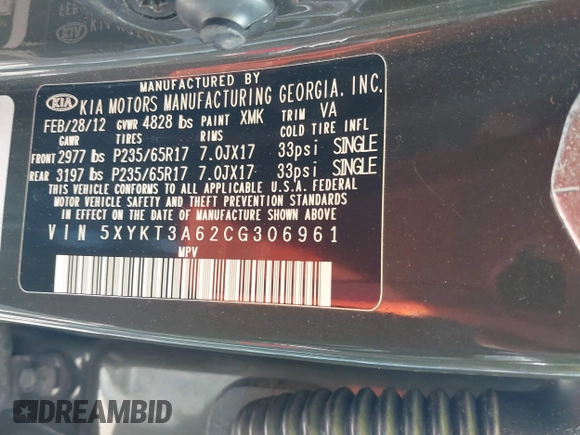 MANUFACTURED BY
KIA KIA MOTORS MANUFACTURING GEORGIA, INC.
FEB/28/12 GVWR 4828 lbs PAINT XMK TRIM VA
GAWR TIRES RIMS COLD TIRE INFL
FRONT 2977 lbs P235/65R17 7.0JX17 33psi SINGLE
REAR 3197 lbs P235/65R17 7.0JX17 33psi SINGLE
THIS VEHICLE CONFORMS TO ALL APPLICABLE U.S.A. FEDERAL
MOTOR VEHICLE SAFETY AND THEFT PREVENTION STANDARDS
IN EFFECT ON THE DATE OF MANUFACTURE SHOWN ABOVE
VIN 5XYKT3A62CG306961
MPV
DREAMBID